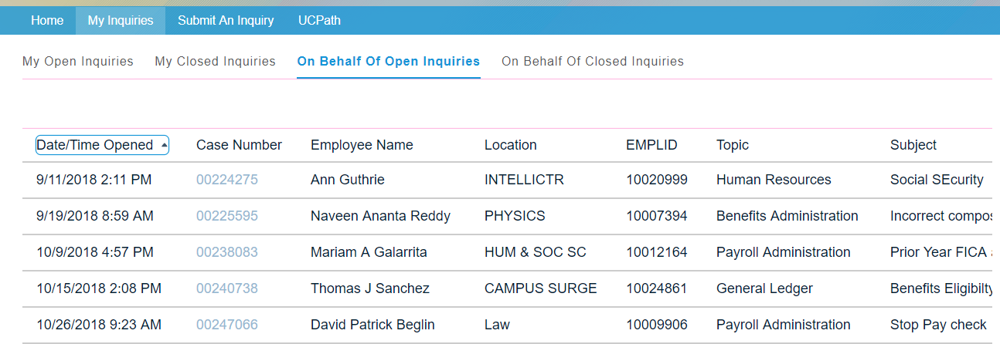 Home My Inquiries Submit An Inquiry UCPath
My Open Inquiries My Closed Inquiries On Behalf Of Open Inquiries On Behalf Of Closed Inquiries
Date/Time Opened Case Number Employee Name Location EMPLID Topic Subject
9/11/2018 2:11 PM 00224275 Ann Guthrie INTELLICTR 10020999 Human Resources Social SEcurity
9/19/2018 8:59 AM 00225595 Naveen Ananta Reddy PHYSICS 10007394 Benefits Administration Incorrect compos
10/9/2018 4:57 PM 00238083 Mariam A Galarrita HUM & SOC SC 10012164 Payroll Administration Prior Year FICA
10/15/2018 2:08 PM 00240738 Thomas J Sanchez CAMPUS SURGE 10024861 General Ledger Benefits Eligibilty
10/26/2018 9:23 AM 00247066 David Patrick Beglin Law 10009906 Payroll Administration Stop Pay check